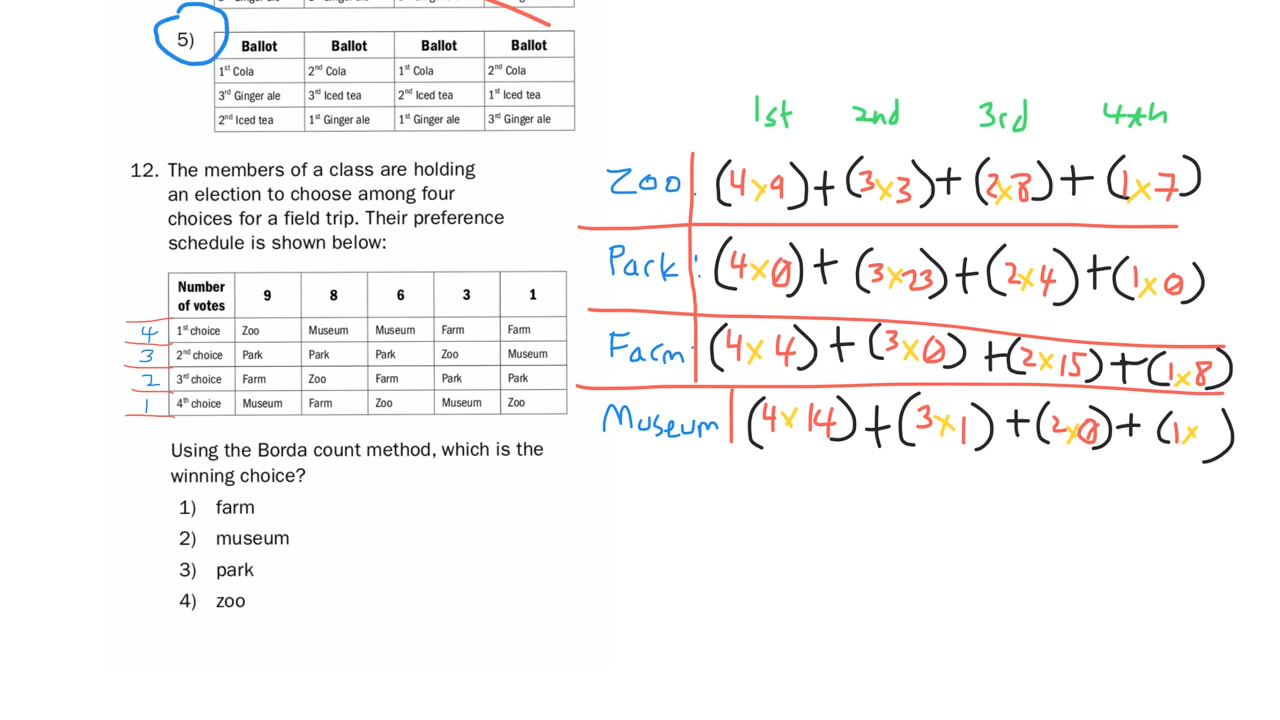 5)
Ballot Ballot Ballot Ballot
1st Cola 2nd Cola 1st Cola 2nd Cola
3rd Ginger ale 3rd Iced tea 2nd Iced tea 1st Iced tea
2nd Iced tea 1st Ginger ale 1st Ginger ale 3rd Ginger ale
12. The members of a class are holding
an election to choose among four
choices for a field trip. Their preference
schedule is shown below:
Number of votes 9 8 6 3 1
4 1st choice Zoo Museum Museum Farm Farm
3 2nd choice Park Park Park Zoo Museum
2 3rd choice Farm Zoo Farm Park Park
1 4th choice Museum Farm Zoo Museum Zoo
Using the Borda count method, which is the
winning choice?
1) farm
2) museum
3) park
4) zoo
1st 2nd 3rd 4th
Zoo: (4x9)+(3x3)+(2x8)+(1x7)
Park: (4x0)+(3x23)+(2x4)+(1x0)
Farm: (4x4)+(3x0)+(2x15)+(1x8)
Museum (4x14)+(3x1)+(2x0)+(1x )